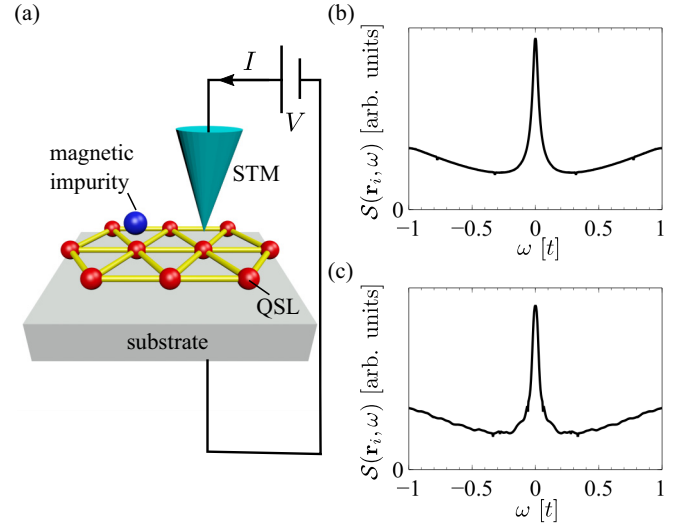 (a)
I
V
STM
magnetic
impurity
QSL
substrate
(b)
S(r_i, ω) [arb. units]
0
−1 −0.5 0 0.5 1
ω [t]
(c)
S(r_i, ω) [arb. units]
0
−1 −0.5 0 0.5 1
ω [t]